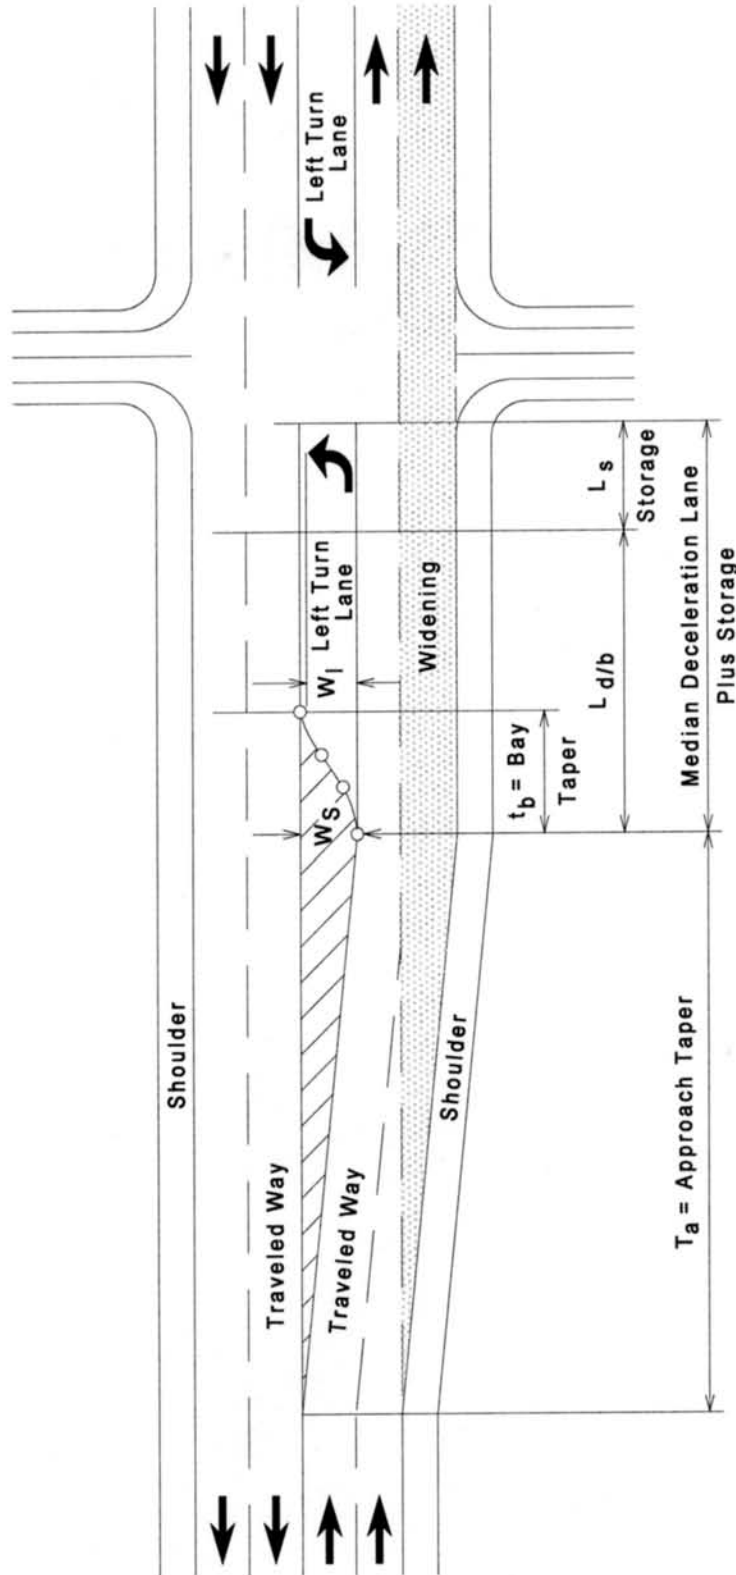 Left Turn
Lane
Left Turn
Lane
W_l
W_S
Widening
L_s
Storage
L_d/b
t_b = Bay
Taper
Median Deceleration Lane
Plus Storage
Shoulder
Traveled Way
Traveled Way
Shoulder
T_a = Approach Taper